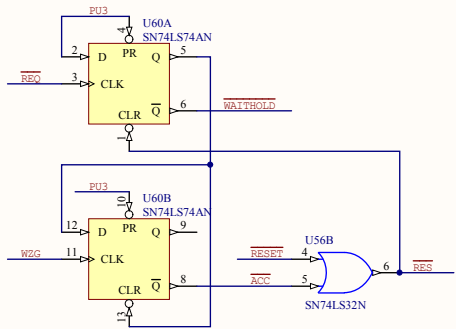 PU3
U60A
SN74LS74AN
4
PR
2
D
Q
5
REQ
3
CLK
Q
6
WAITHOLD
CLR
1
PU3
10
U60B
SN74LS74AN
PR
12
D
Q
9
WZG
11
CLK
Q
8
CLR
13
ACC
RESET
4
5
U56B
6
RES
SN74LS32N